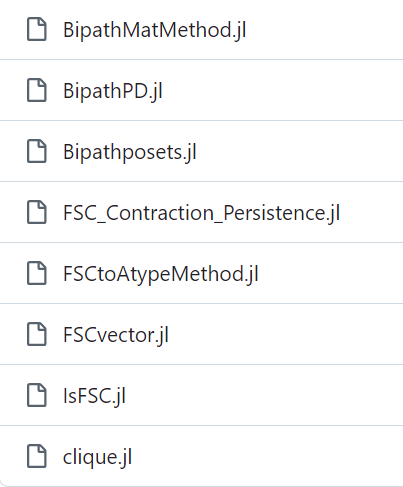 BipathMatMethod.jl
BipathPD.jl
Bipathposets.jl
FSC_Contraction_Persistence.jl
FSCtoAtypeMethod.jl
FSCvector.jl
IsFSC.jl
clique.jl